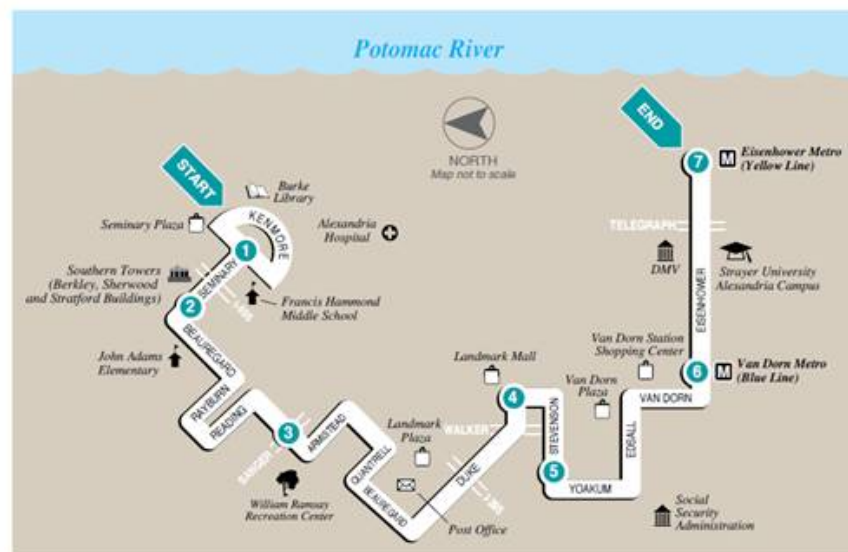 Potomac River
START
END
NORTH
Map not to scale
7
M
Eisenhower Metro
(Yellow Line)
Burke
Library
KENMORE
Seminary Plaza
Alexandria
Hospital
1
TELEGRAPH
DMV
Strayer University
Alexandria Campus
Southern Towers
(Berkley, Sherwood
and Stratford Buildings)
SEMINARY
I-395
2
Francis Hammond
Middle School
EISENHOWER
BEAUREGARD
John Adams
Elementary
Van Dorn Station
Shopping Center
Landmark Mall
6
M
Van Dorn Metro
(Blue Line)
Van Dorn
Plaza
VAN DORN
4
RAYBURN
READING
3
ARMISTEAD
Landmark
Plaza
WALKER
STEVENSON
EDSALL
SANGER
QUANTRELL
DUKE
5
BEAUREGARD
I-395
YOAKUM
William Ramsay
Recreation Center
Post Office
Social
Security
Administration